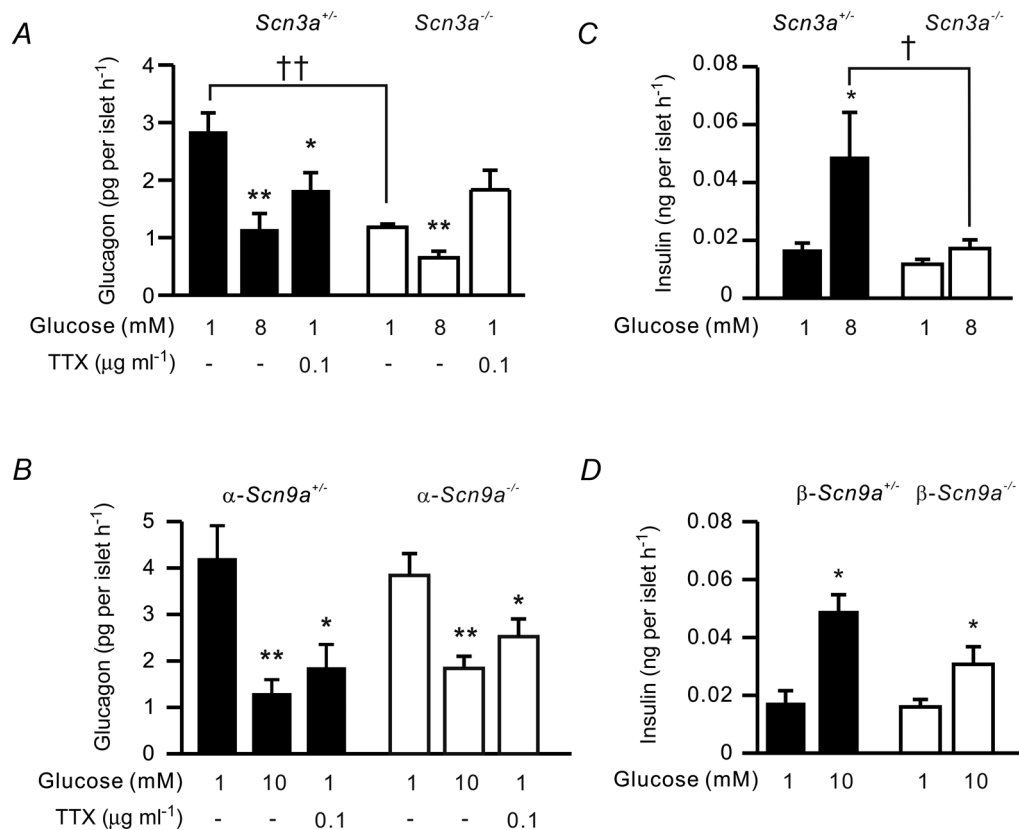 A
Scn3a+/-
Scn3a-/-
††
Glucagon (pg per islet h-1)
4
3
2
1
0
**
*
**
Glucose (mM) 1 8 1 1 8 1
TTX (μg ml-1) - - 0.1 - - 0.1
C
Scn3a+/-
Scn3a-/-
†
Insulin (ng per islet h-1)
0.08
0.06
0.04
0.02
0
*
Glucose (mM) 1 8 1 8
B
α-Scn9a+/-
α-Scn9a-/-
Glucagon (pg per islet h-1)
5
4
3
2
1
0
**
*
**
*
Glucose (mM) 1 10 1 1 10 1
TTX (μg ml-1) - - 0.1 - - 0.1
D
β-Scn9a+/-
β-Scn9a-/-
Insulin (ng per islet h-1)
0.08
0.06
0.04
0.02
0
*
*
Glucose (mM) 1 10 1 10